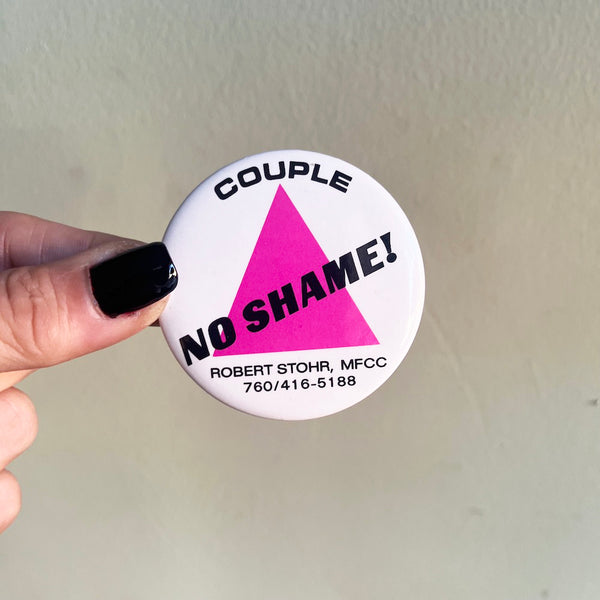 COUPLE
NO SHAME!
ROBERT STOHR, MFCC
760/416-5188